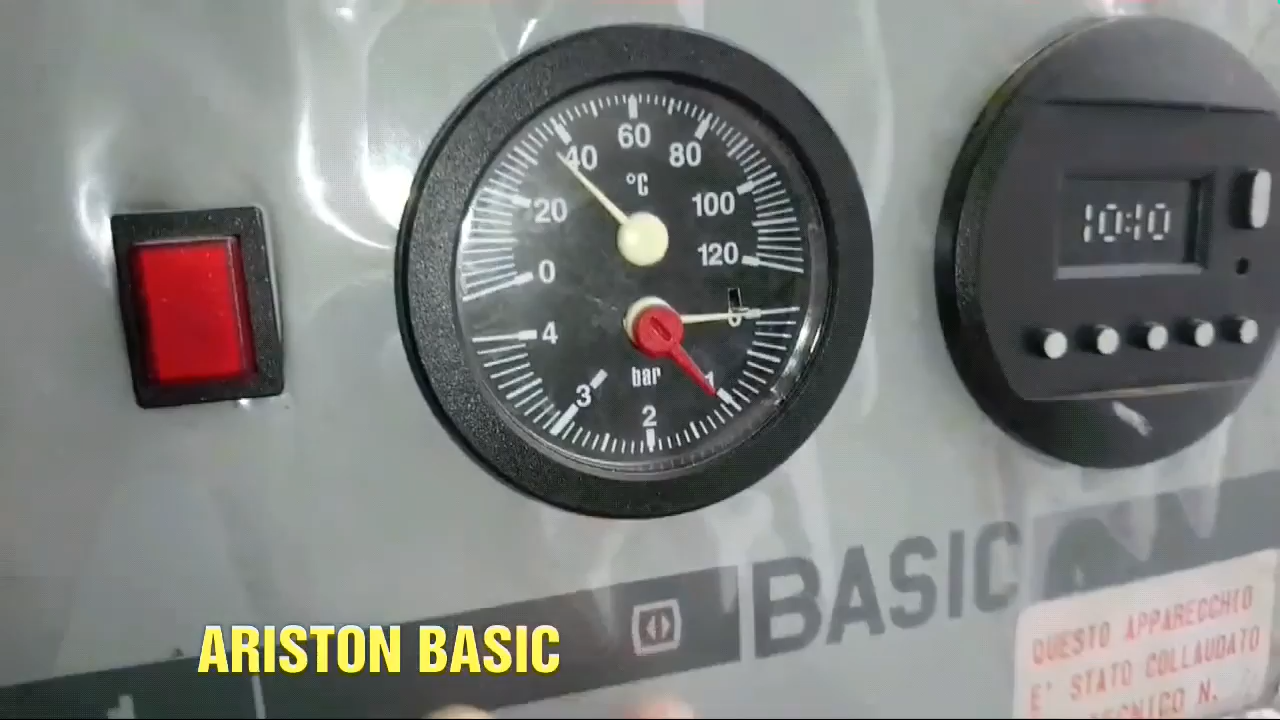 60
40
80
°C
20
100
0
120
0
4
bar
1
3
2
10:10
BASIC
ARISTON BASIC
QUESTO APPARECCHIO
E' STATO COLLAUDATO
N.